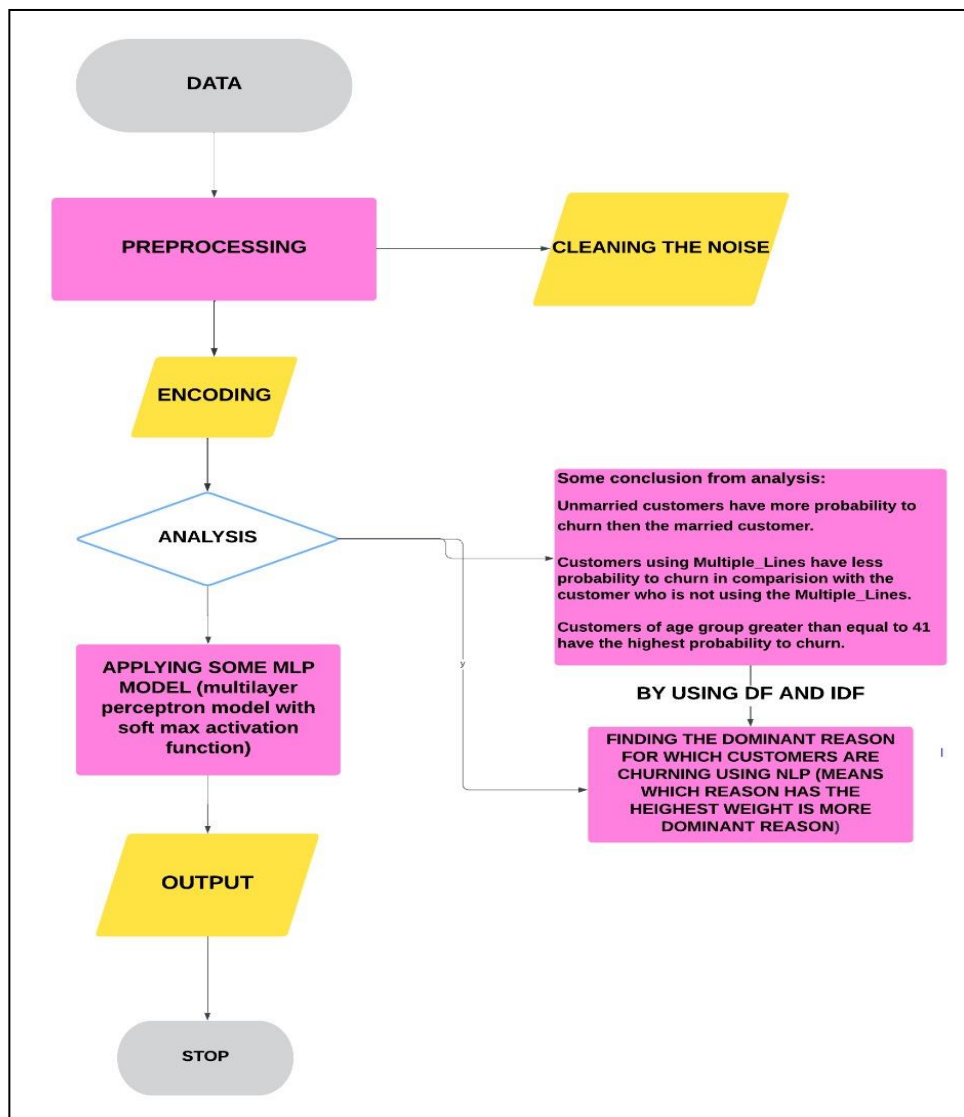 DATA
PREPROCESSING
CLEANING THE NOISE
ENCODING
ANALYSIS
Some conclusion from analysis:
Unmarried customers have more probability to
churn then the married customer.
Customers using Multiple_Lines have less
probability to churn in comparision with the
customer who is not using the Multiple_Lines.
Customers of age group greater than equal to 41
have the highest probability to churn.
y
APPLYING SOME MLP
MODEL (multilayer
perceptron model with
soft max activation
function)
BY USING DF AND IDF
FINDING THE DOMINANT REASON
FOR WHICH CUSTOMERS ARE
CHURNING USING NLP (MEANS
WHICH REASON HAS THE
HEIGHEST WEIGHT IS MORE
DOMINANT REASON)
I
OUTPUT
STOP